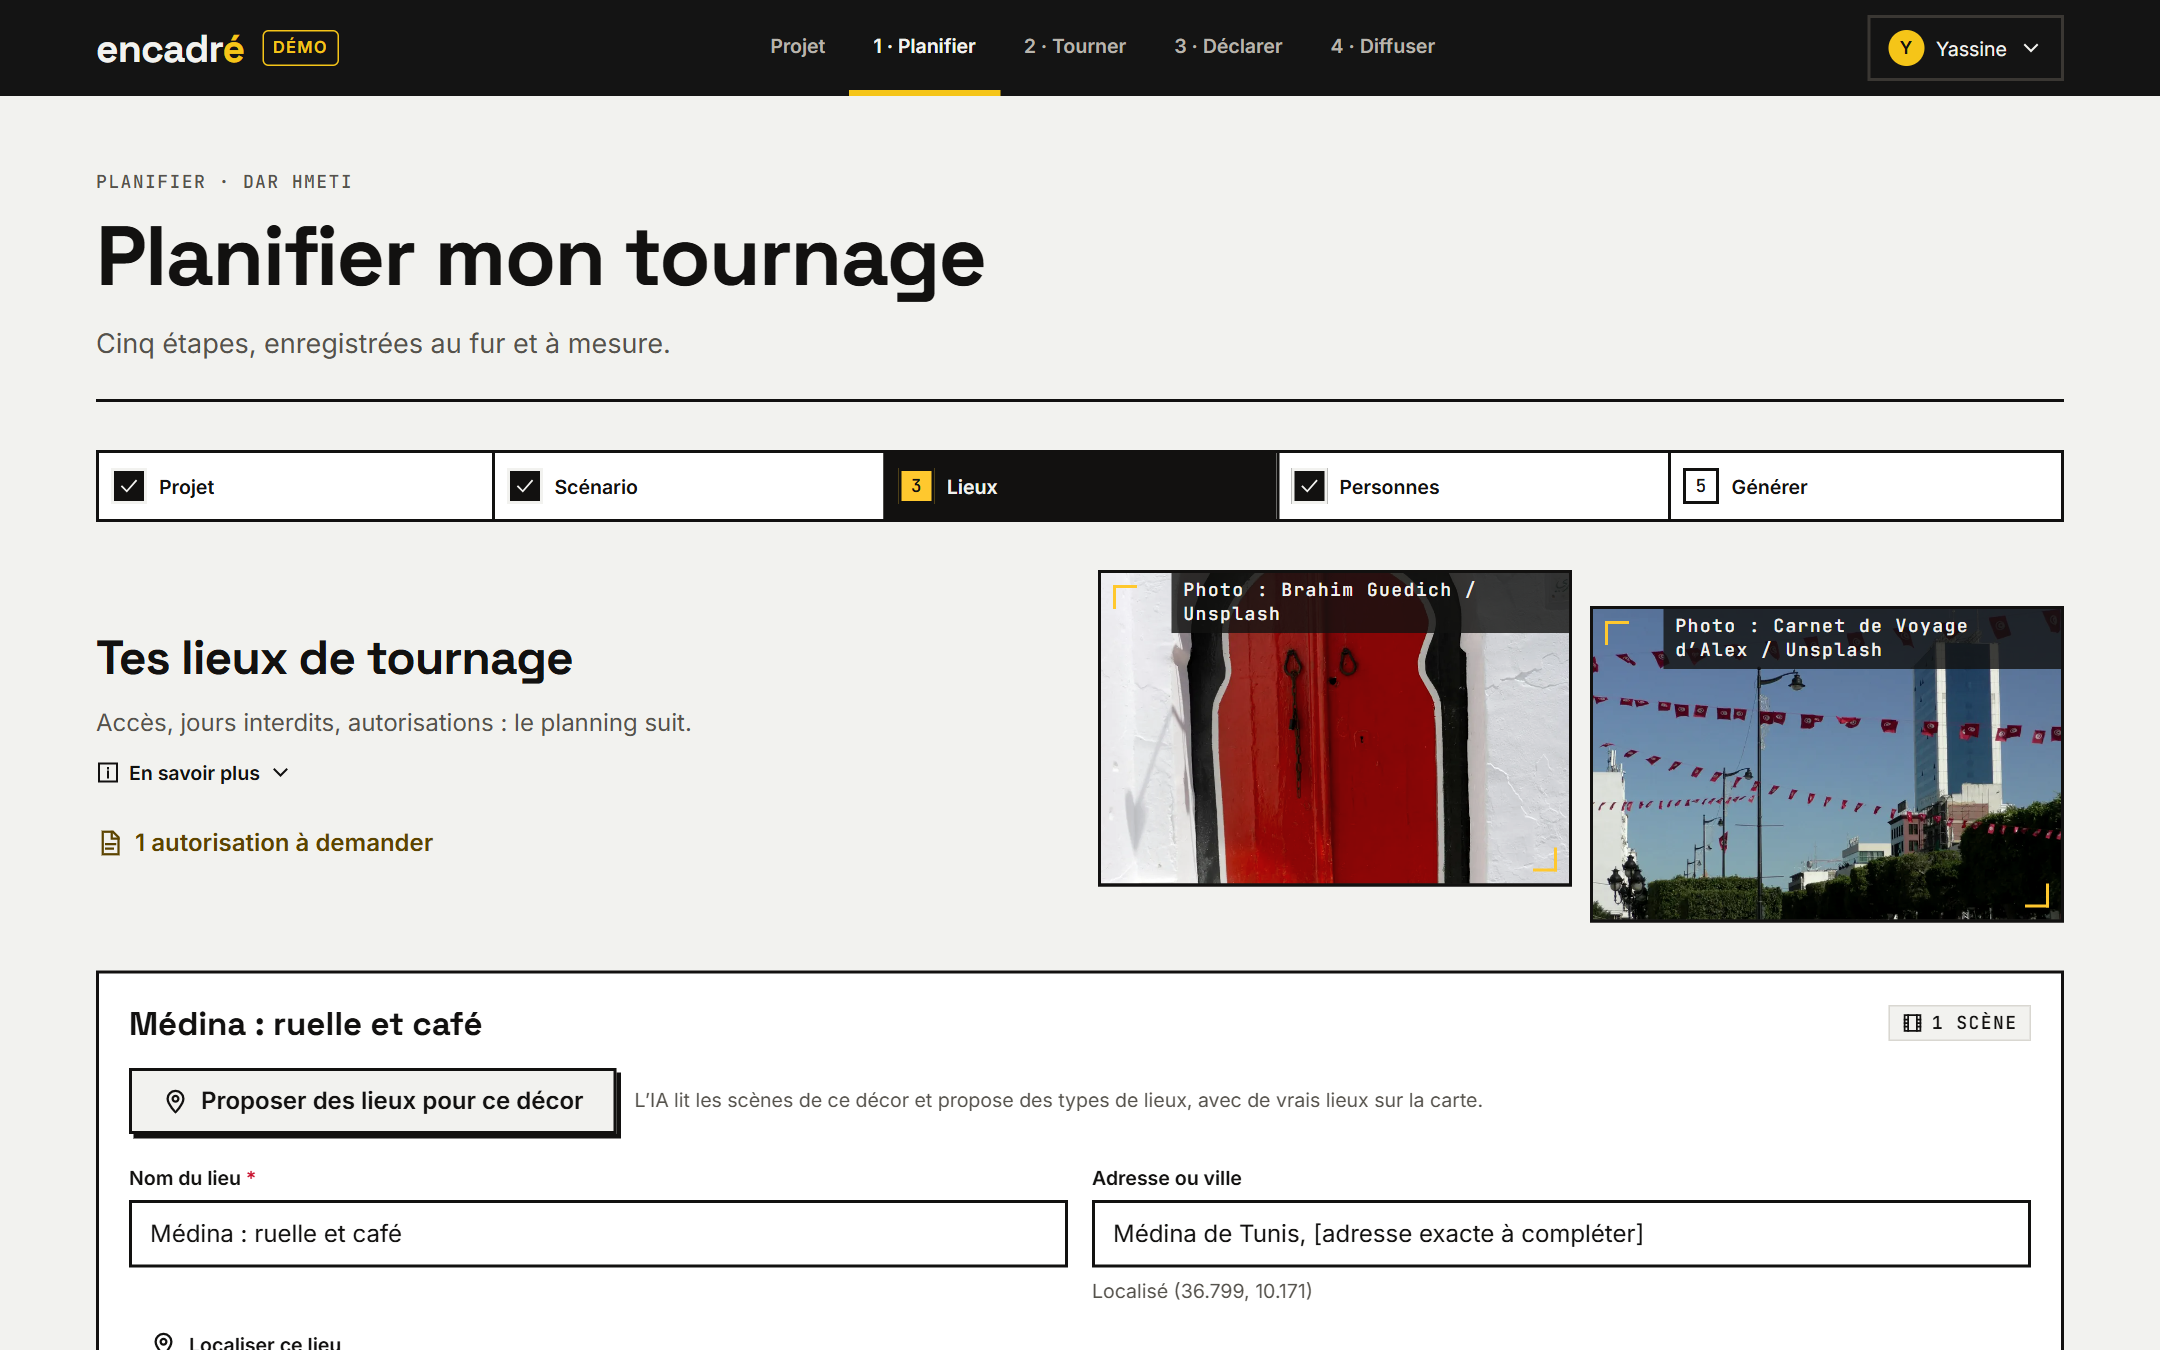 encadré
DÉMO
Projet
1 · Planifier
2 · Tourner
3 · Déclarer
4 · Diffuser
Y
Yassine
PLANIFIER · DAR HMETI
Planifier mon tournage
Cinq étapes, enregistrées au fur et à mesure.
Projet
Scénario
3
Lieux
Personnes
5
Générer
Tes lieux de tournage
Accès, jours interdits, autorisations : le planning suit.
En savoir plus
1 autorisation à demander
Photo : Brahim Guedich /
Unsplash
Photo : Carnet de Voyage
d’Alex / Unsplash
Médina : ruelle et café
1 SCÈNE
Proposer des lieux pour ce décor
L’IA lit les scènes de ce décor et propose des types de lieux, avec de vrais lieux sur la carte.
Nom du lieu *
Médina : ruelle et café
Adresse ou ville
Médina de Tunis, [adresse exacte à compléter]
Localisé (36.799, 10.171)
Localiser ce lieu